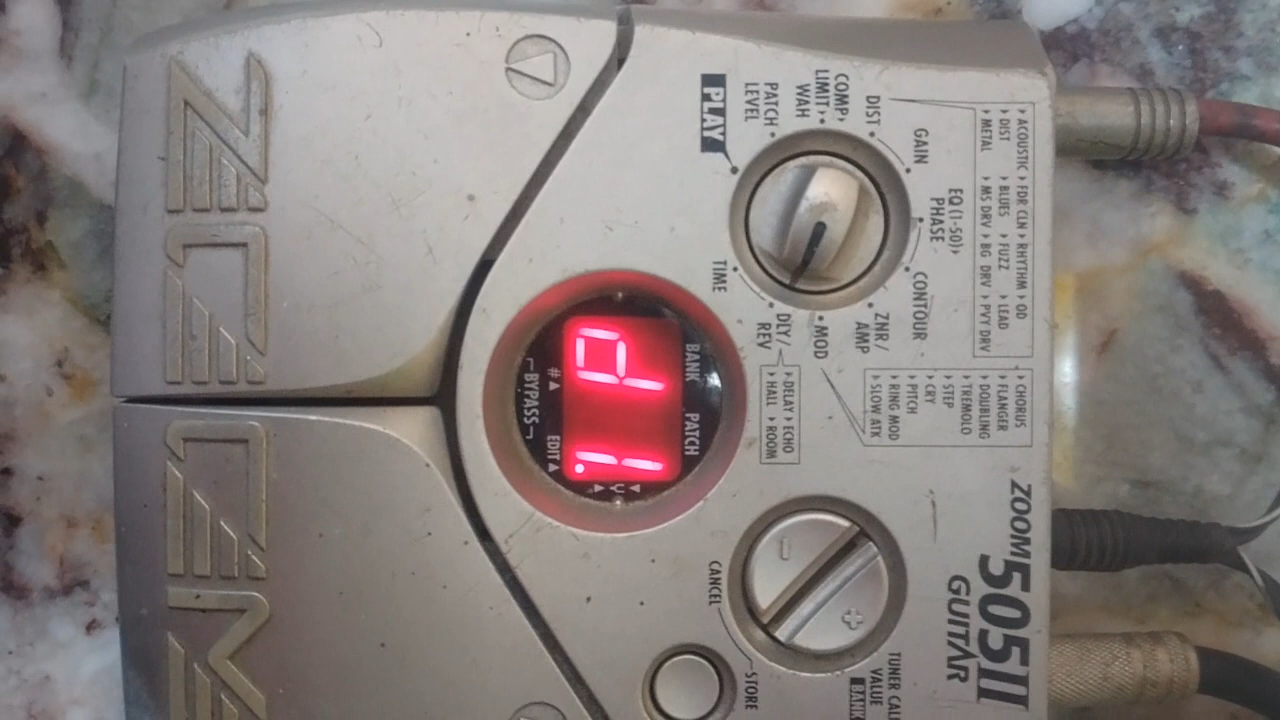 ZOOM 505II
GUITAR
▸ ACOUSTIC ▸ FDR CLN ▸ RHYTHM ▸ OD
▸ DIST ▸ BLUES ▸ FUZZ ▸ LEAD
▸ METAL ▸ MS DRV ▸ BG DRV ▸ PVY DRV
▸ CHORUS
▸ FLANGER
▸ DOUBLING
▸ TREMOLO
▸ STEP
▸ CRY
▸ PITCH
▸ RING MOD
▸ SLOW ATK
GAIN
EQ (1-50)▸
PHASE
CONTOUR
DIST
ZNR/
AMP
COMP▸
LIMIT▸
WAH
MOD
PATCH
LEVEL
DLY/
REV
▸ DELAY ▸ ECHO
▸ HALL ▸ ROOM
PLAY
TIME
TUNER CAL
VALUE
BANK
- +
CANCEL
STORE
BANK PATCH
P 1.
# ▲ EDIT ▲
BYPASS
ZOOM